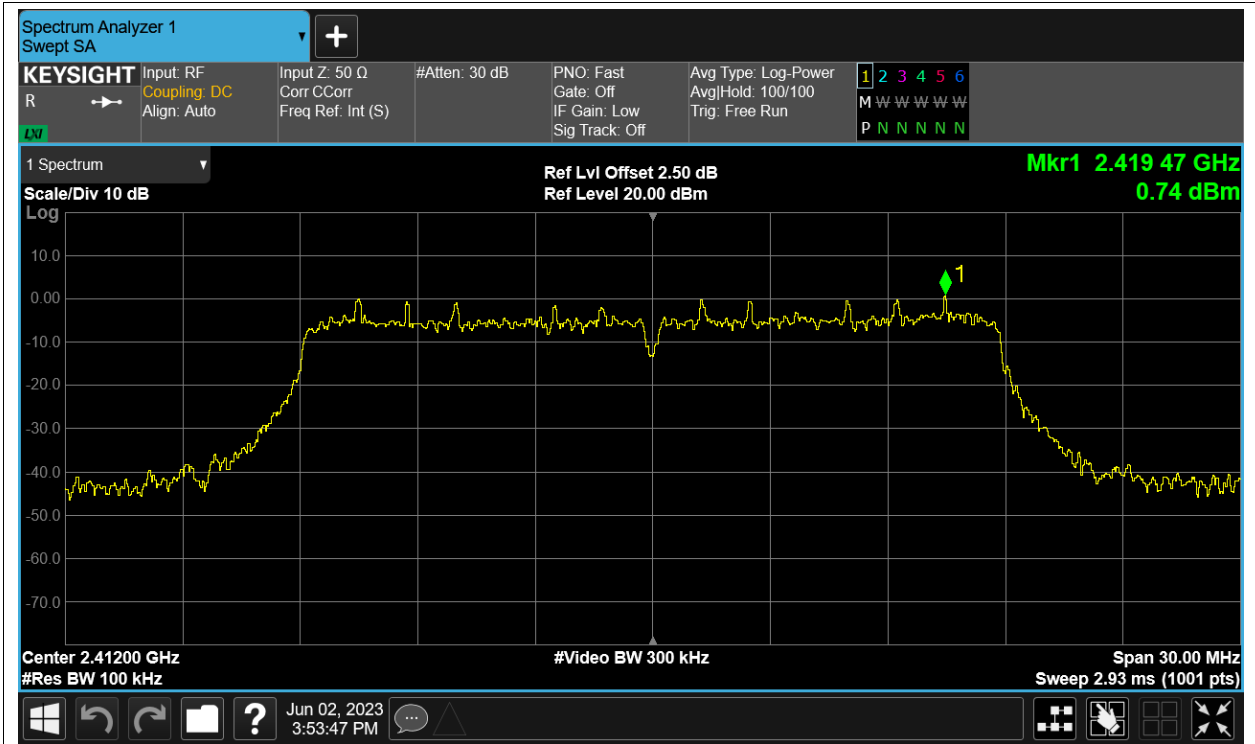 Spectrum Analyzer 1
Swept SA
+
KEYSIGHT
R
LXI
Input: RF
Coupling: DC
Align: Auto
Input Z: 50 Ω
Corr CCorr
Freq Ref: Int (S)
#Atten: 30 dB
PNO: Fast
Gate: Off
IF Gain: Low
Sig Track: Off
Avg Type: Log-Power
Avg|Hold: 100/100
Trig: Free Run
1 2 3 4 5 6
M W W W W W
P N N N N N
1 Spectrum
Scale/Div 10 dB
Log
Ref Lvl Offset 2.50 dB
Ref Level 20.00 dBm
Mkr1 2.419 47 GHz
0.74 dBm
1
10.0
0.00
-10.0
-20.0
-30.0
-40.0
-50.0
-60.0
-70.0
Center 2.41200 GHz
#Video BW 300 kHz
Span 30.00 MHz
#Res BW 100 kHz
Sweep 2.93 ms (1001 pts)
?
Jun 02, 2023
3:53:47 PM